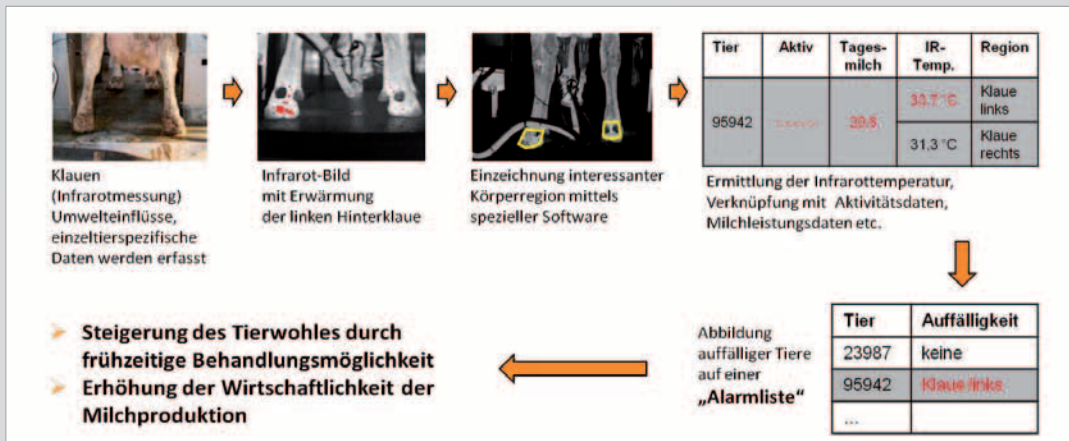 Klauen
(Infrarotmessung)
Umwelteinflüsse,
einzeltierspezifische
Daten werden erfasst
Infrarot-Bild
mit Erwärmung
der linken Hinterklaue
Einzeichnung interessanter
Körperregion mittels
spezieller Software
Tier
Aktiv
Tages-
milch
IR-
Temp.
Region
95942
Klaue
links
31,3 °C
Klaue
rechts
Ermittlung der Infrarottemperatur,
Verknüpfung mit Aktivitätsdaten,
Milchleistungsdaten etc.
Abbildung
auffälliger Tiere
auf einer
„Alarmliste“
Tier
Auffälligkeit
23987
keine
95942
Klaue links
...
Steigerung des Tierwohles durch
frühzeitige Behandlungsmöglichkeit
Erhöhung der Wirtschaftlichkeit der
Milchproduktion